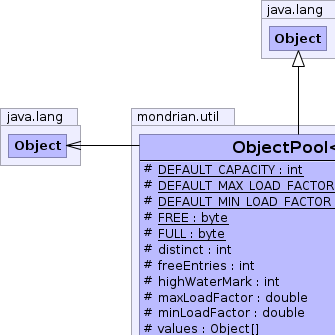 java.lang
Object
java.lang
Object
mondrian.util
ObjectPool<
# DEFAULT_CAPACITY : int
# DEFAULT_MAX_LOAD_FACTOR
# DEFAULT_MIN_LOAD_FACTOR
# FREE : byte
# FULL : byte
# distinct : int
# freeEntries : int
# highWaterMark : int
# maxLoadFactor : double
# minLoadFactor : double
# values : Object[]